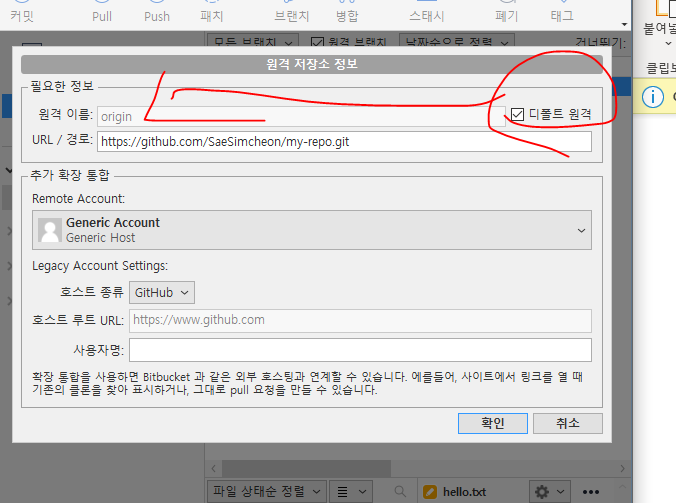 커밋 Pull Push 패치 브랜치 병합 스태시 폐기 태그
붙여넣
모든 브랜치 원격 브랜치 날짜순으로 정렬 건너뛰기:
클립보
원격 저장소 정보
필요한 정보
원격 이름: origin 디폴트 원격
URL / 경로: https://github.com/SaeSimcheon/my-repo.git
추가 확장 통합
Remote Account:
Generic Account
Generic Host
Legacy Account Settings:
호스트 종류 GitHub
호스트 루트 URL: https://www.github.com
사용자명:
확장 통합을 사용하면 Bitbucket 과 같은 외부 호스팅과 연계할 수 있습니다. 예를들어, 사이트에서 링크를 열 때
기존의 클론을 찾아 표시하거나, 그대로 pull 요청을 만들 수 있습니다.
확인 취소
파일 상태순 정렬 hello.txt